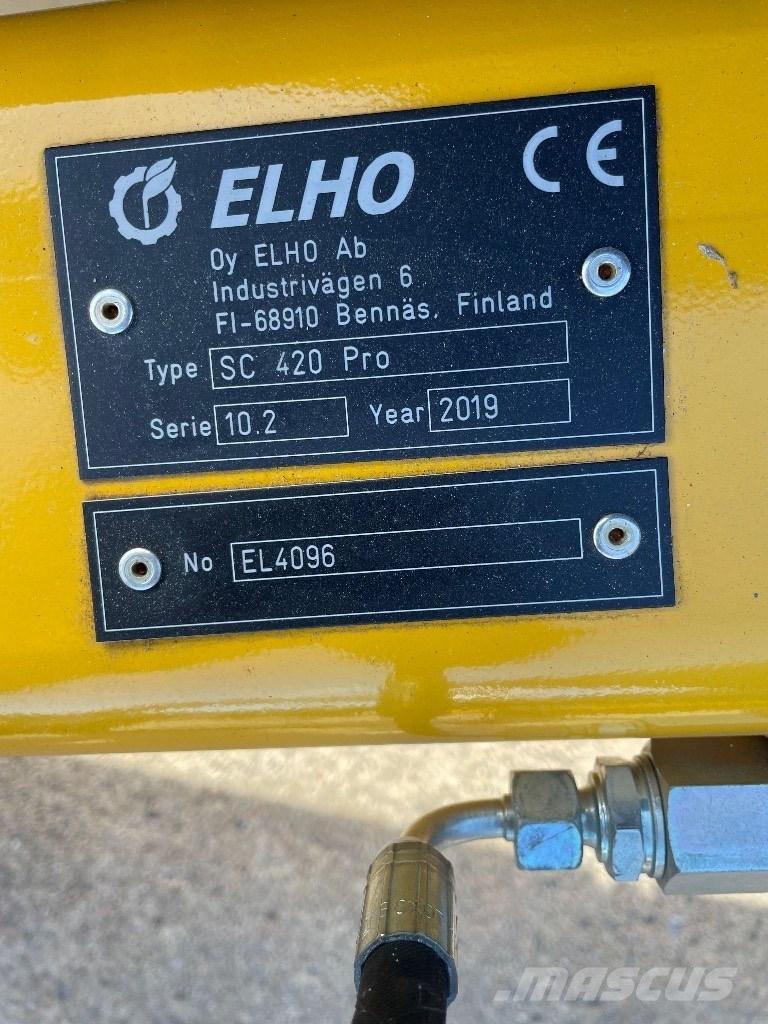 ELHO CE
Oy ELHO Ab
Industrivägen 6
FI-68910 Bennäs. Finland
Type SC 420 Pro
Serie 10.2 Year 2019
No EL4096
MASCUS